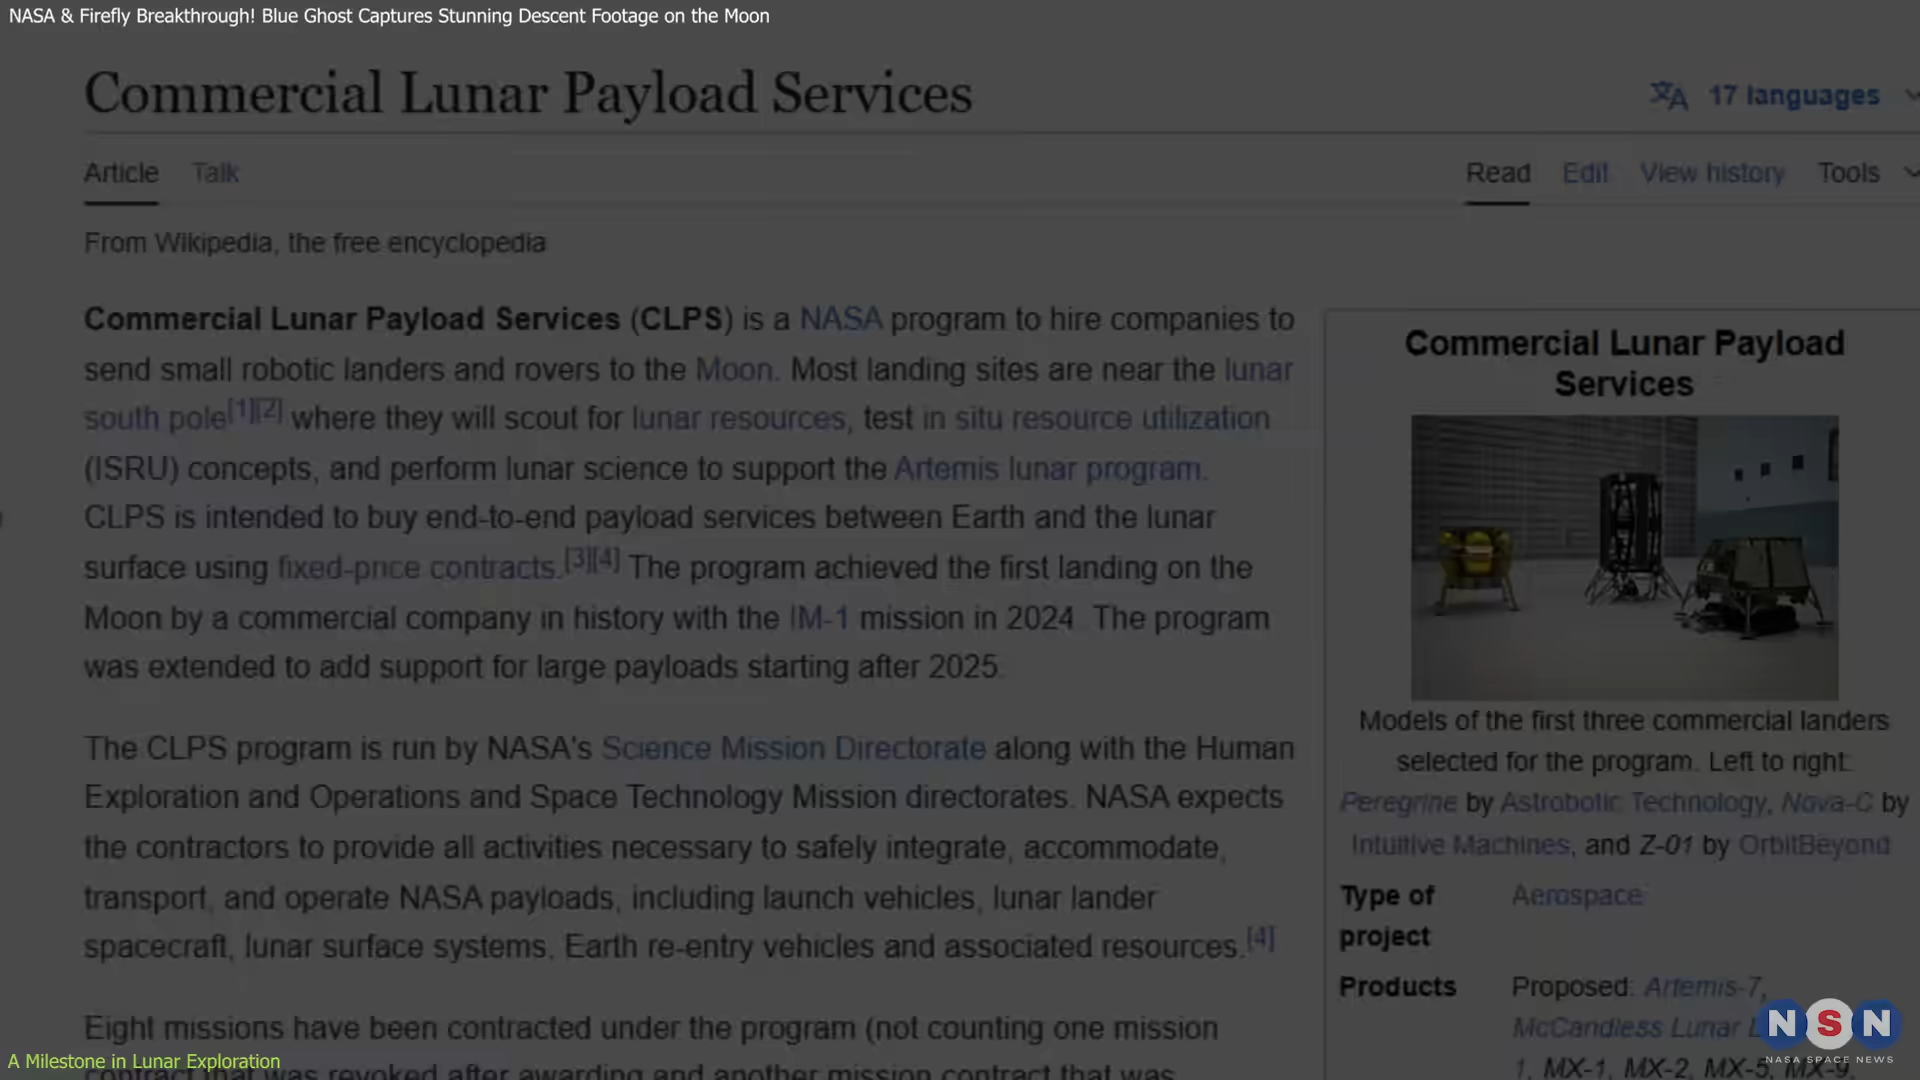 NASA & Firefly Breakthrough! Blue Ghost Captures Stunning Descent Footage on the Moon
Commercial Lunar Payload Services
17 languages
Article Talk
Read Edit View history Tools
From Wikipedia, the free encyclopedia
Commercial Lunar Payload Services (CLPS) is a NASA program to hire companies to
send small robotic landers and rovers to the Moon. Most landing sites are near the lunar
south pole[1][2] where they will scout for lunar resources, test in situ resource utilization
(ISRU) concepts, and perform lunar science to support the Artemis lunar program.
CLPS is intended to buy end-to-end payload services between Earth and the lunar
surface using fixed-price contracts.[3][4] The program achieved the first landing on the
Moon by a commercial company in history with the IM-1 mission in 2024. The program
was extended to add support for large payloads starting after 2025.
The CLPS program is run by NASA's Science Mission Directorate along with the Human
Exploration and Operations and Space Technology Mission directorates. NASA expects
the contractors to provide all activities necessary to safely integrate, accommodate,
transport, and operate NASA payloads, including launch vehicles, lunar lander
spacecraft, lunar surface systems, Earth re-entry vehicles and associated resources.[4]
Eight missions have been contracted under the program (not counting one mission
contract that was revoked after awarding and another mission contract that was
Commercial Lunar Payload
Services
Models of the first three commercial landers
selected for the program. Left to right:
Peregrine by Astrobotic Technology, Nova-C by
Intuitive Machines, and Z-01 by OrbitBeyond
Type of project Aerospace
Products Proposed: Artemis-7,
McCandless Lunar
1, MX-1, MX-2, MX-5, MX-9,
NSN
NASA SPACE NEWS
A Milestone in Lunar Exploration